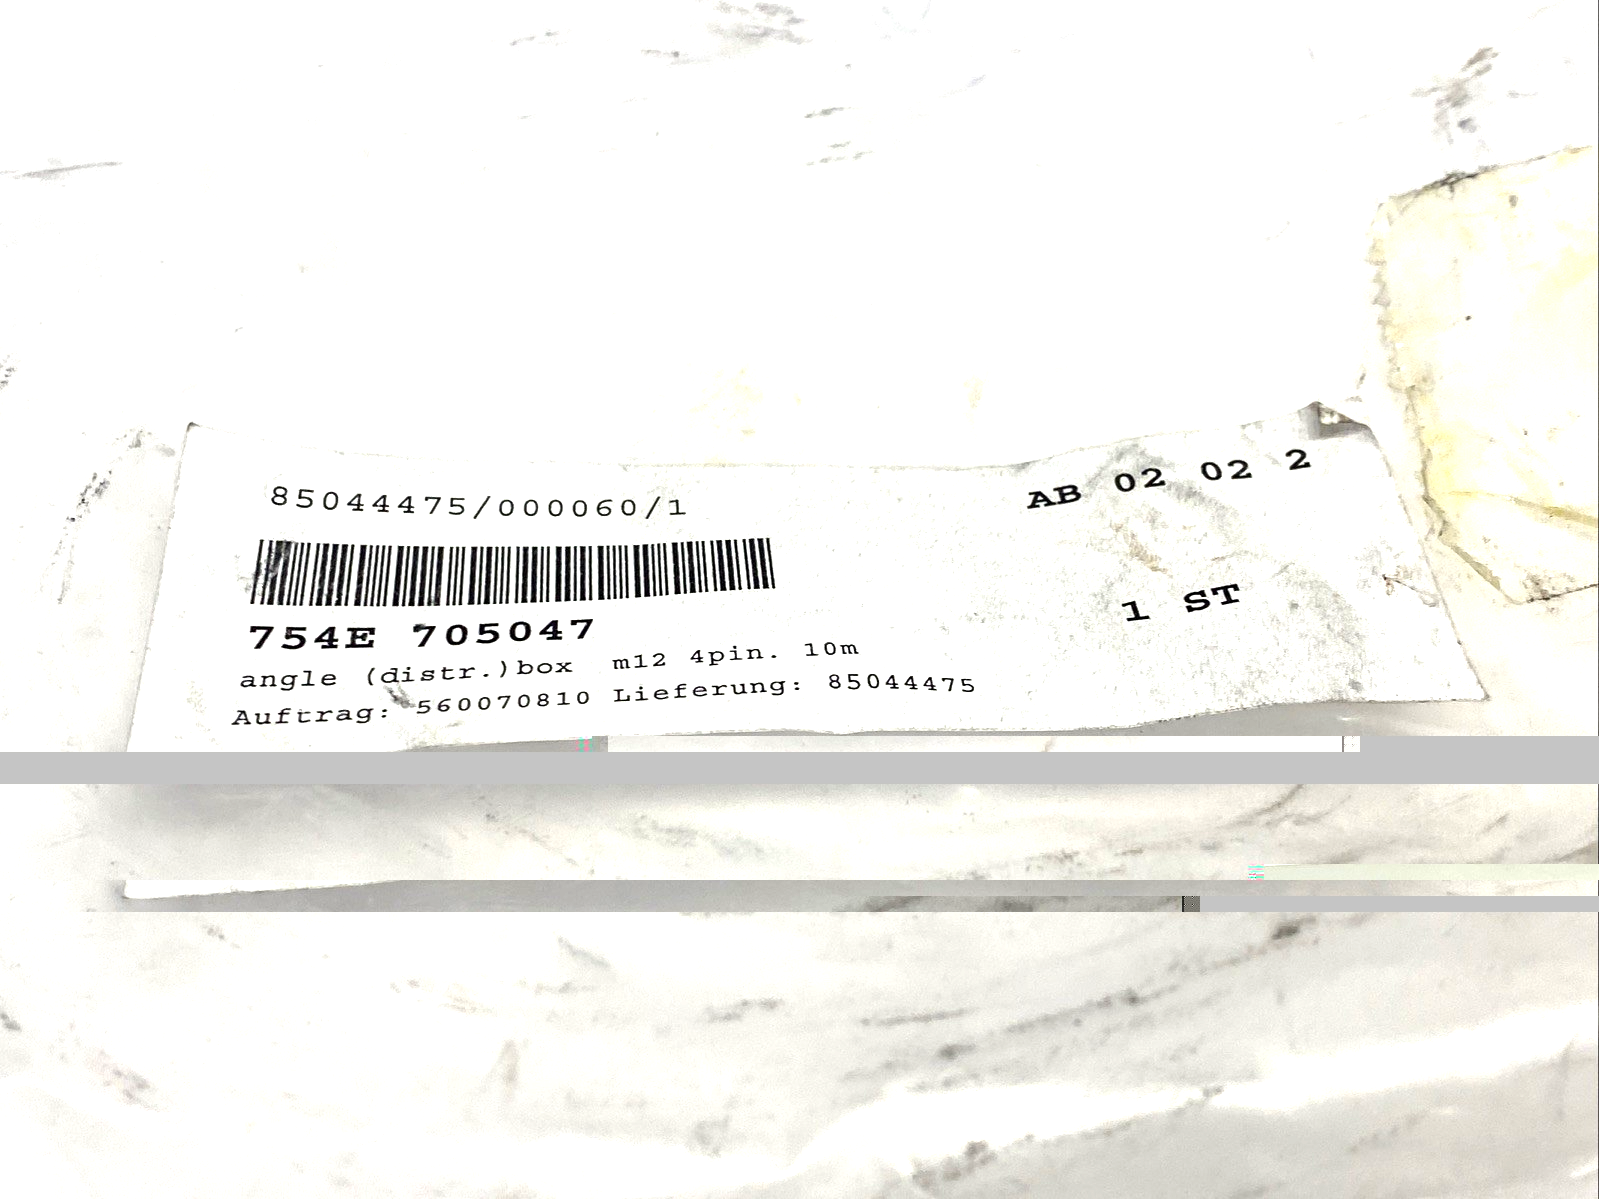 85044475/000060/1
AB 02 02 2
754E 705047
1 ST
angle (distr.)box m12 4pin. 10m
Auftrag: 560070810 Lieferung: 85044475